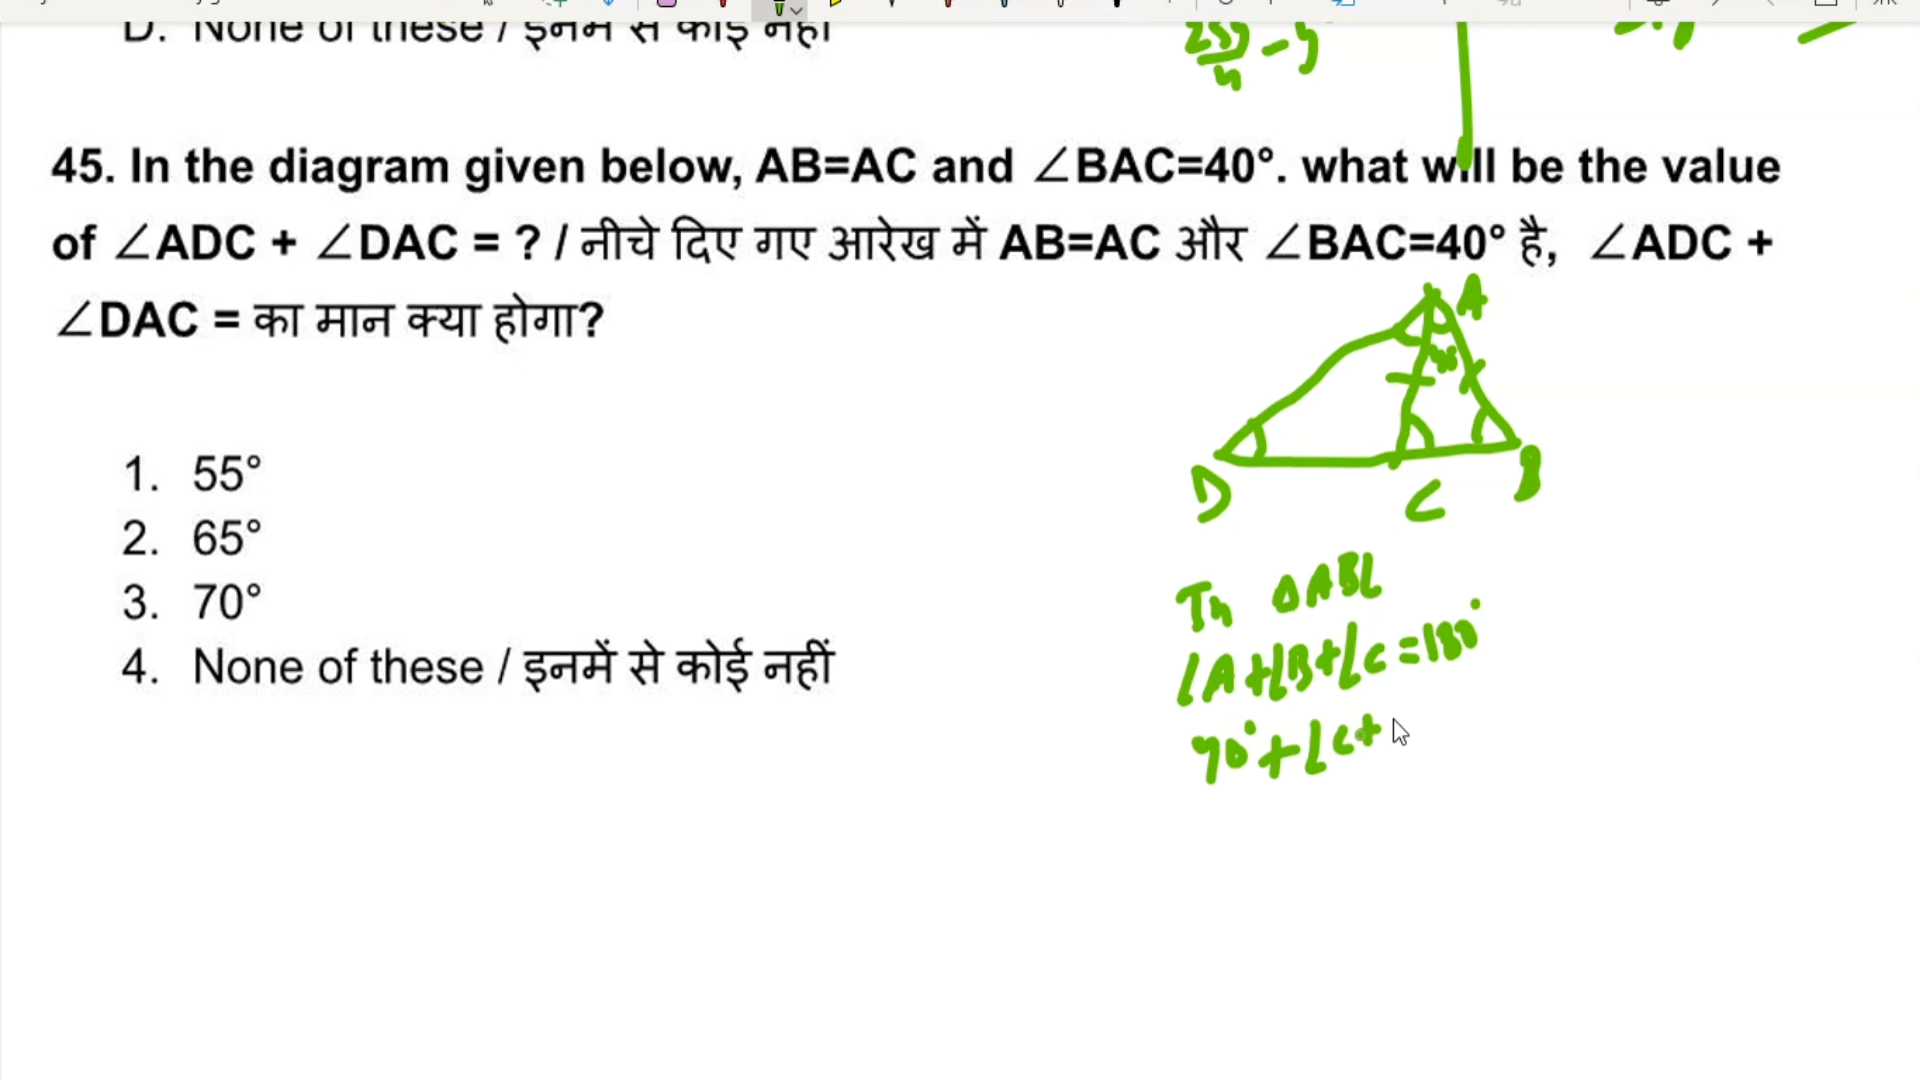 D. None of these / इनमें से कोई नहीं
45. In the diagram given below, AB=AC and ∠BAC=40°. what will be the value
of ∠ADC + ∠DAC = ? / नीचे दिए गए आरेख में AB=AC और ∠BAC=40° है, ∠ADC +
∠DAC = का मान क्या होगा?
A
40°
D C B
1. 55°
2. 65°
3. 70°
4. None of these / इनमें से कोई नहीं
In ΔABC
∠A+∠B+∠C=180°
40°+∠C+